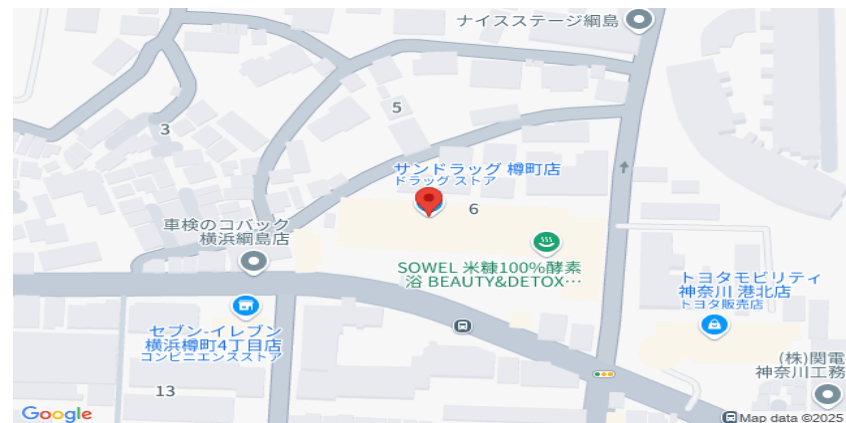 ナイスステージ綱島
5
3
サンドラッグ 樽町店
ドラッグ ストア
6
車検のコバック
横浜綱島店
SOWEL 米糠100%酵素
浴 BEAUTY&DETOX…
トヨタモビリティ
神奈川 港北店
トヨタ販売店
セブン-イレブン
横浜樽町4丁目店
コンビニエンスストア
(株)関電
神奈川工務
13
Google
Map data ©2025